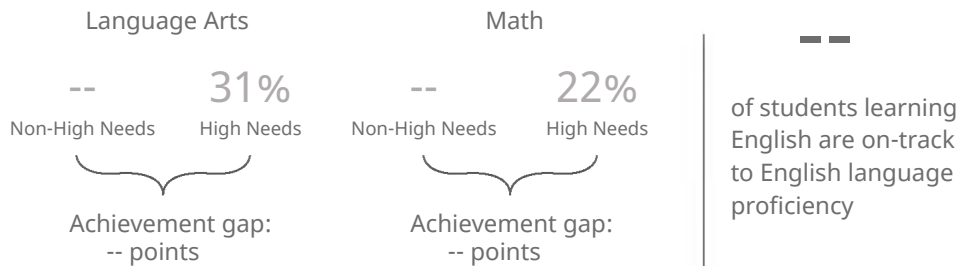 Language Arts
-- 31%
Non-High Needs High Needs
Achievement gap:
-- points
Math
-- 22%
Non-High Needs High Needs
Achievement gap:
-- points
--
of students learning
English are on-track
to English language
proficiency